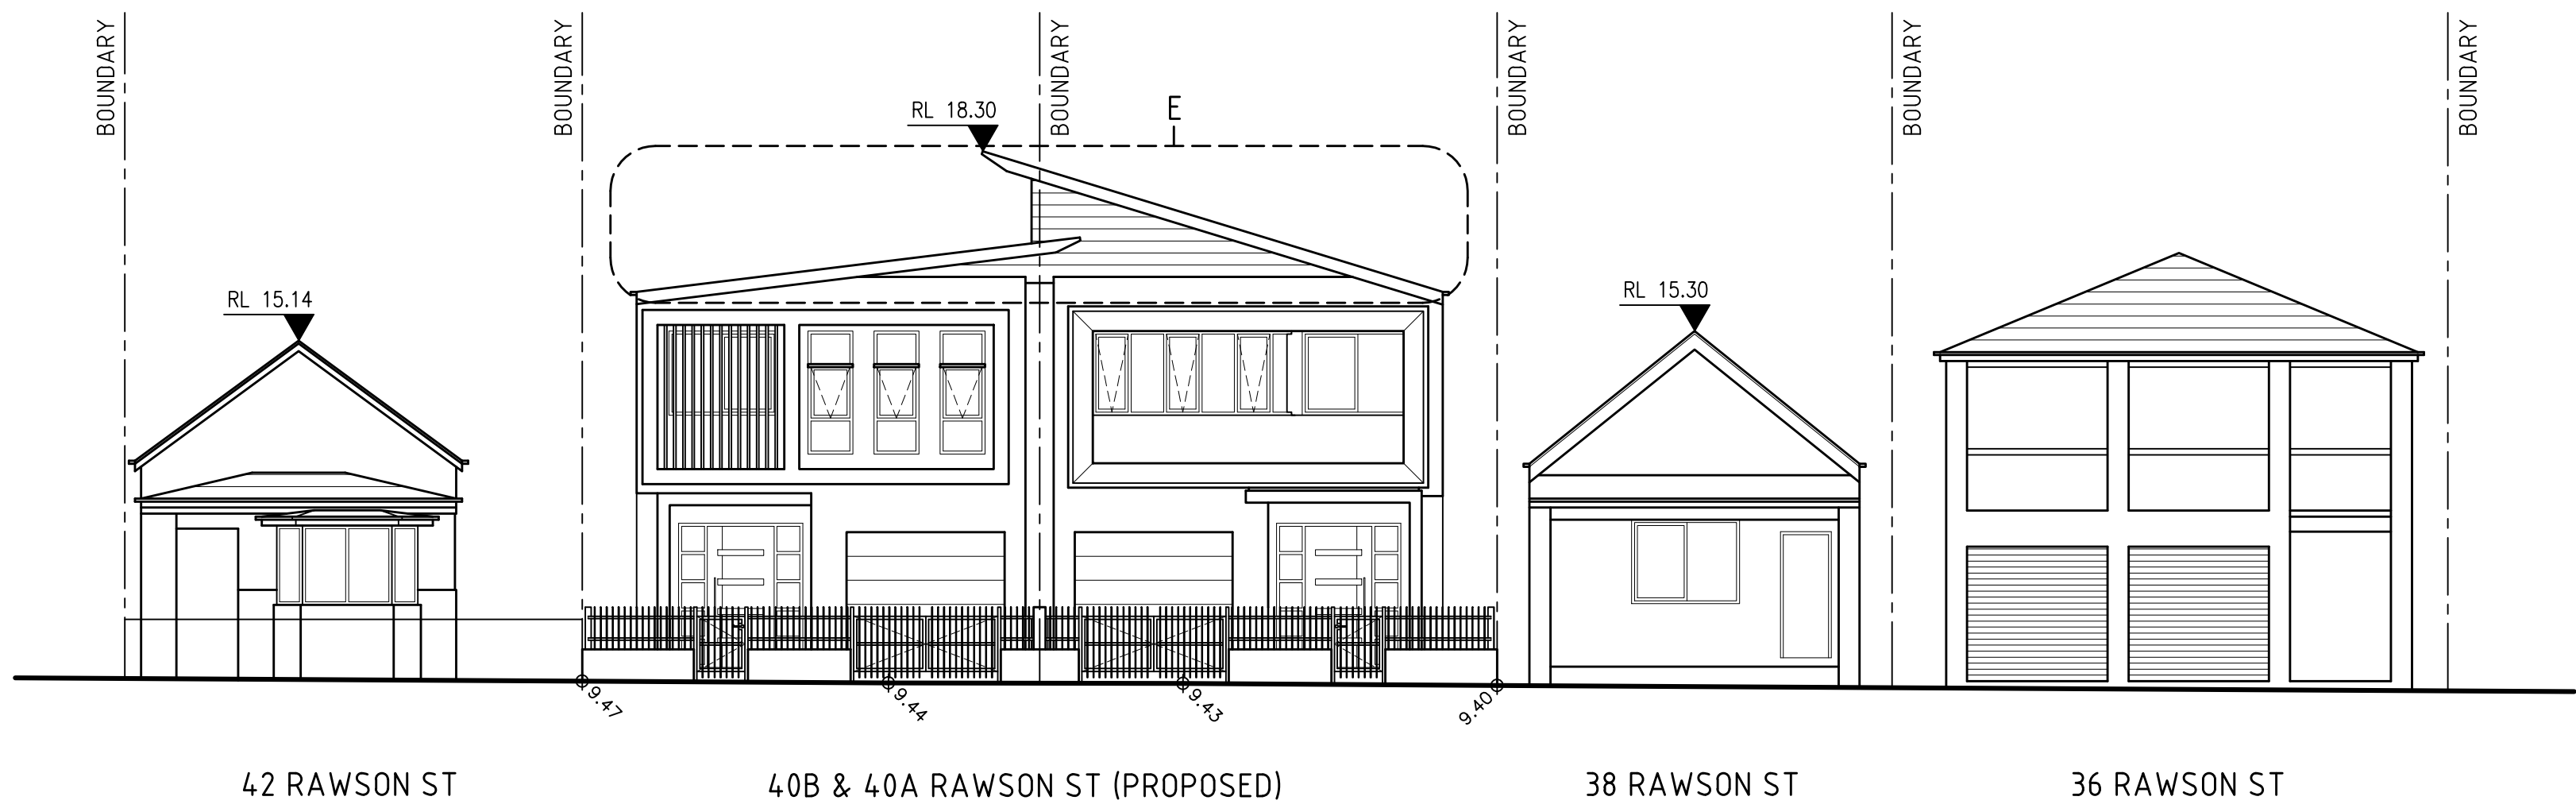 BOUNDARY
BOUNDARY
BOUNDARY
BOUNDARY
BOUNDARY
BOUNDARY
E
RL 18.30
RL 15.14
RL 15.30
9.47
9.44
9.43
9.40
42 RAWSON ST
40B & 40A RAWSON ST (PROPOSED)
38 RAWSON ST
36 RAWSON ST